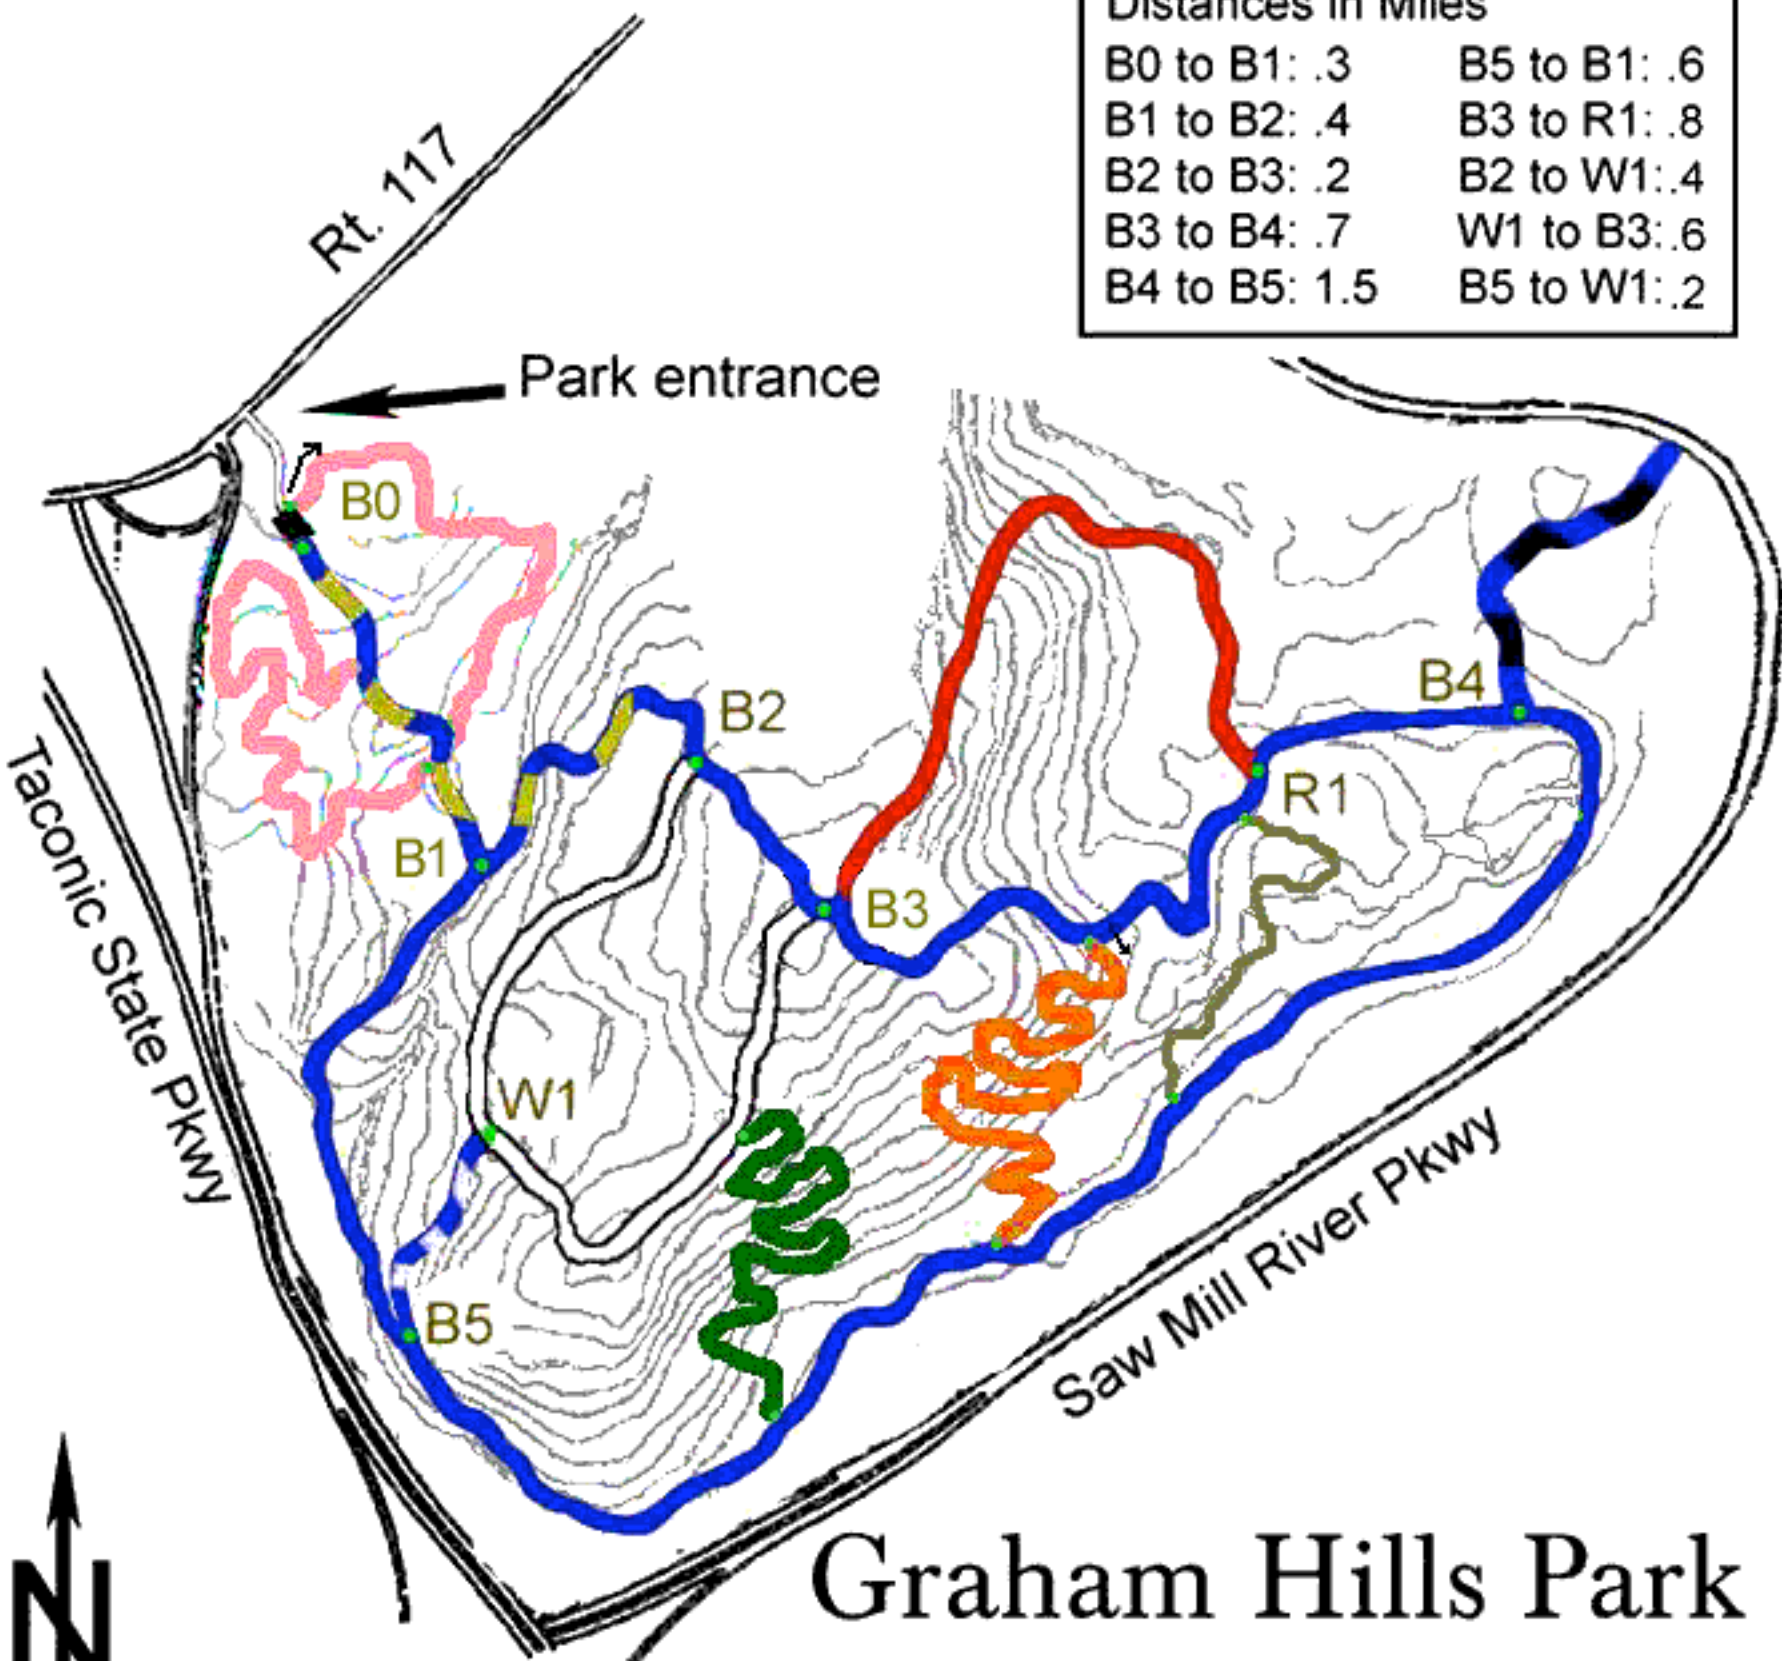 Distances in Miles
B0 to B1: .3 B5 to B1: .6
B1 to B2: .4 B3 to R1: .8
B2 to B3: .2 B2 to W1: .4
B3 to B4: .7 W1 to B3: .6
B4 to B5: 1.5 B5 to W1: .2
Rt. 117
Park entrance
B0
B4
B2
R1
B1
B3
Taconic State Pkwy
W1
B5
Saw Mill River Pkwy
Graham Hills Park
N